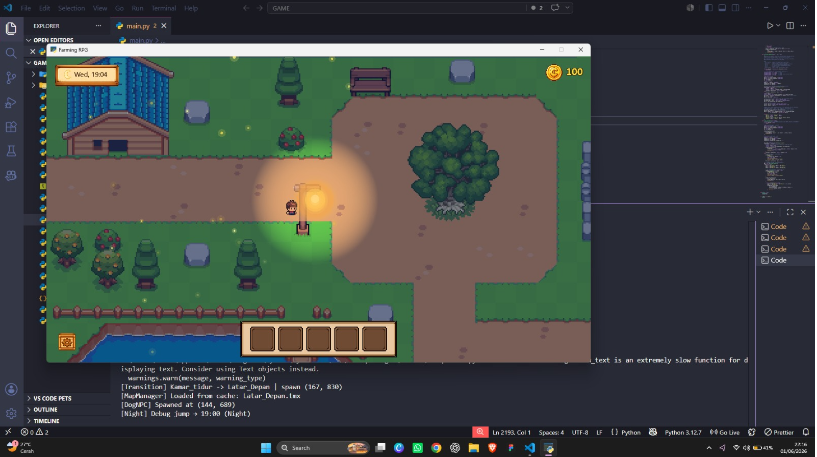 File Edit Selection View Go Run Terminal Help
GAME
2
EXPLORER
main.py 2
OPEN EDITORS
main.py
GAM
Farming RPG
Wed, 19:04
100
Code
Code
Code
Code
_text is an extremely slow function for d
isplaying text. Consider using Text objects instead.
warnings.warn(message, warning_type)
[Transition] Kamar_tidur -> Latar_Depan | spawn (167, 830)
[MapManager] Loaded from cache: latar_Depan.tmx
[DogNPC] Spawned at (144, 689)
[Night] Debug jump → 19:00 (Night)
VS CODE PETS
OUTLINE
TIMELINE
0 2
Ln 2193, Col 1 Spaces: 4 UTF-8 LF Python Python 3.12.7 Go Live Prettier
27°C
Cerah
Search
41%
22:16
01/06/2026